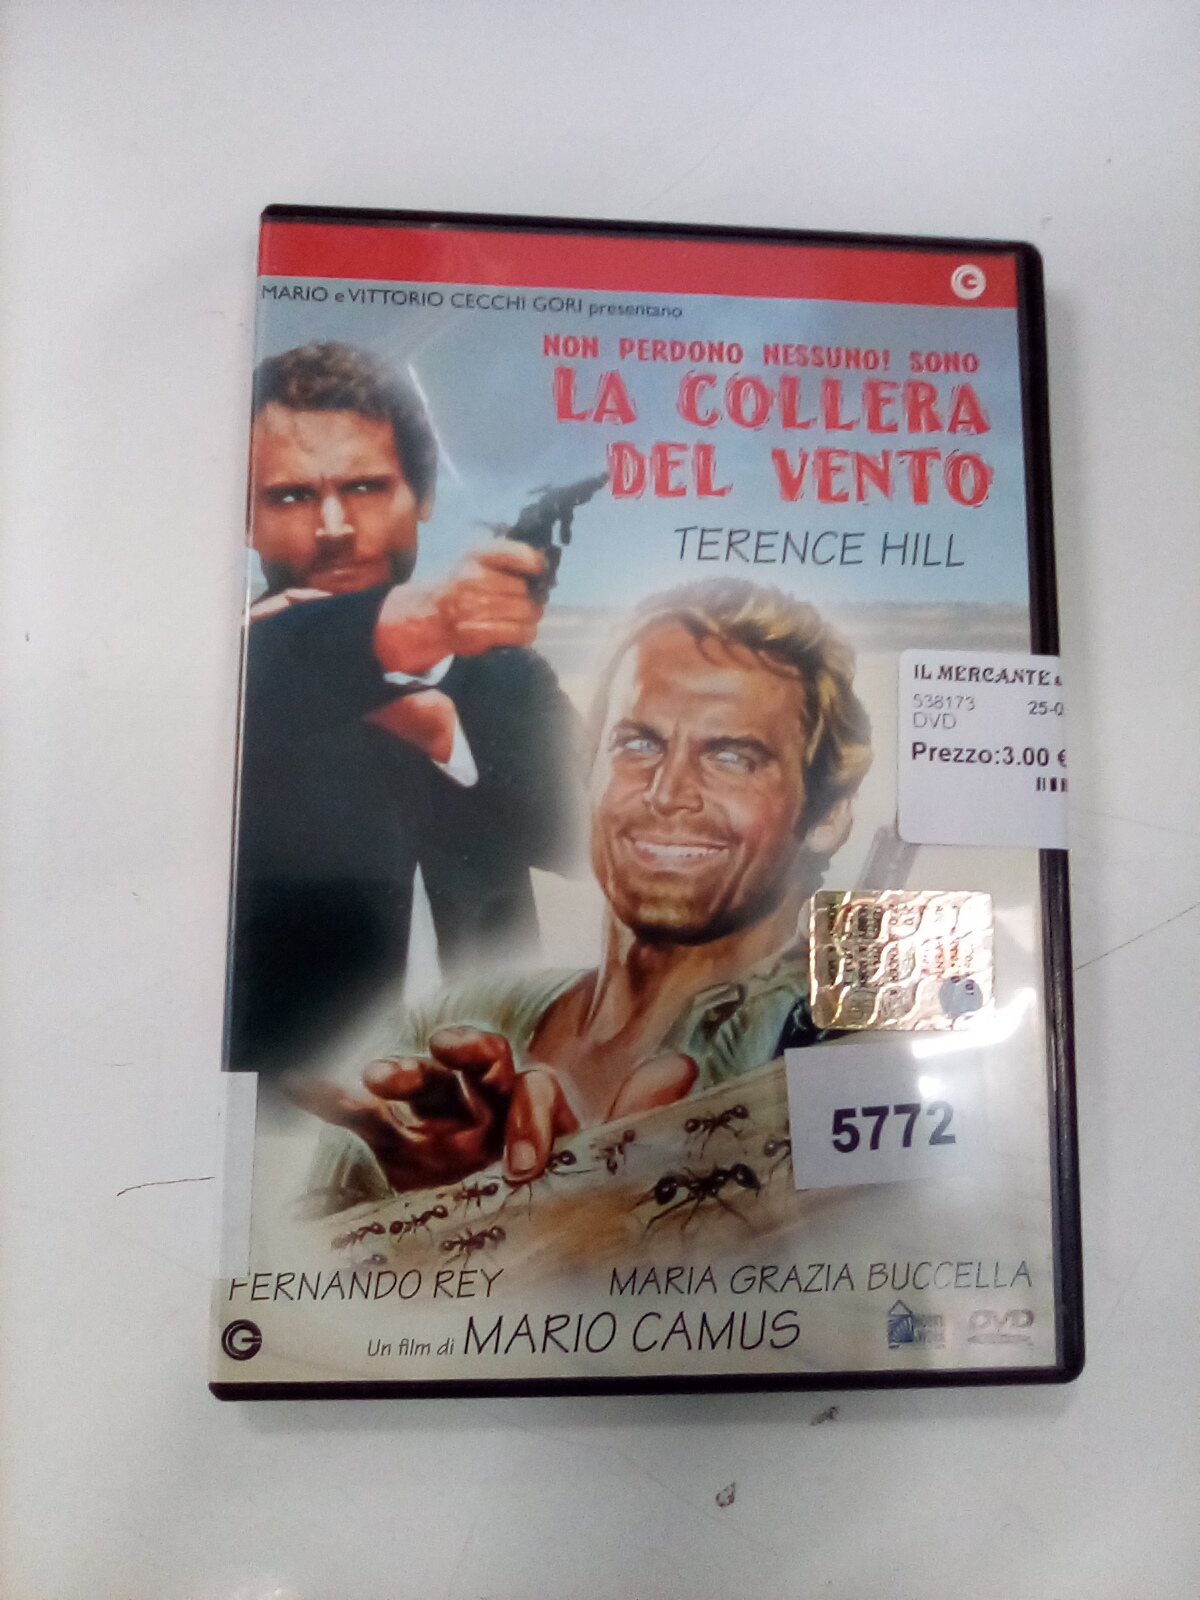 MARIO e VITTORIO CECCHI GORI presentano
NON PERDONO NESSUNO! SONO
LA COLLERA
DEL VENTO
TERENCE HILL
IL MERCANTE &
538173 25-0
DVD
Prezzo:3.00 €
5772
FERNANDO REY MARIA GRAZIA BUCCELLA
Un film di MARIO CAMUS
DVD